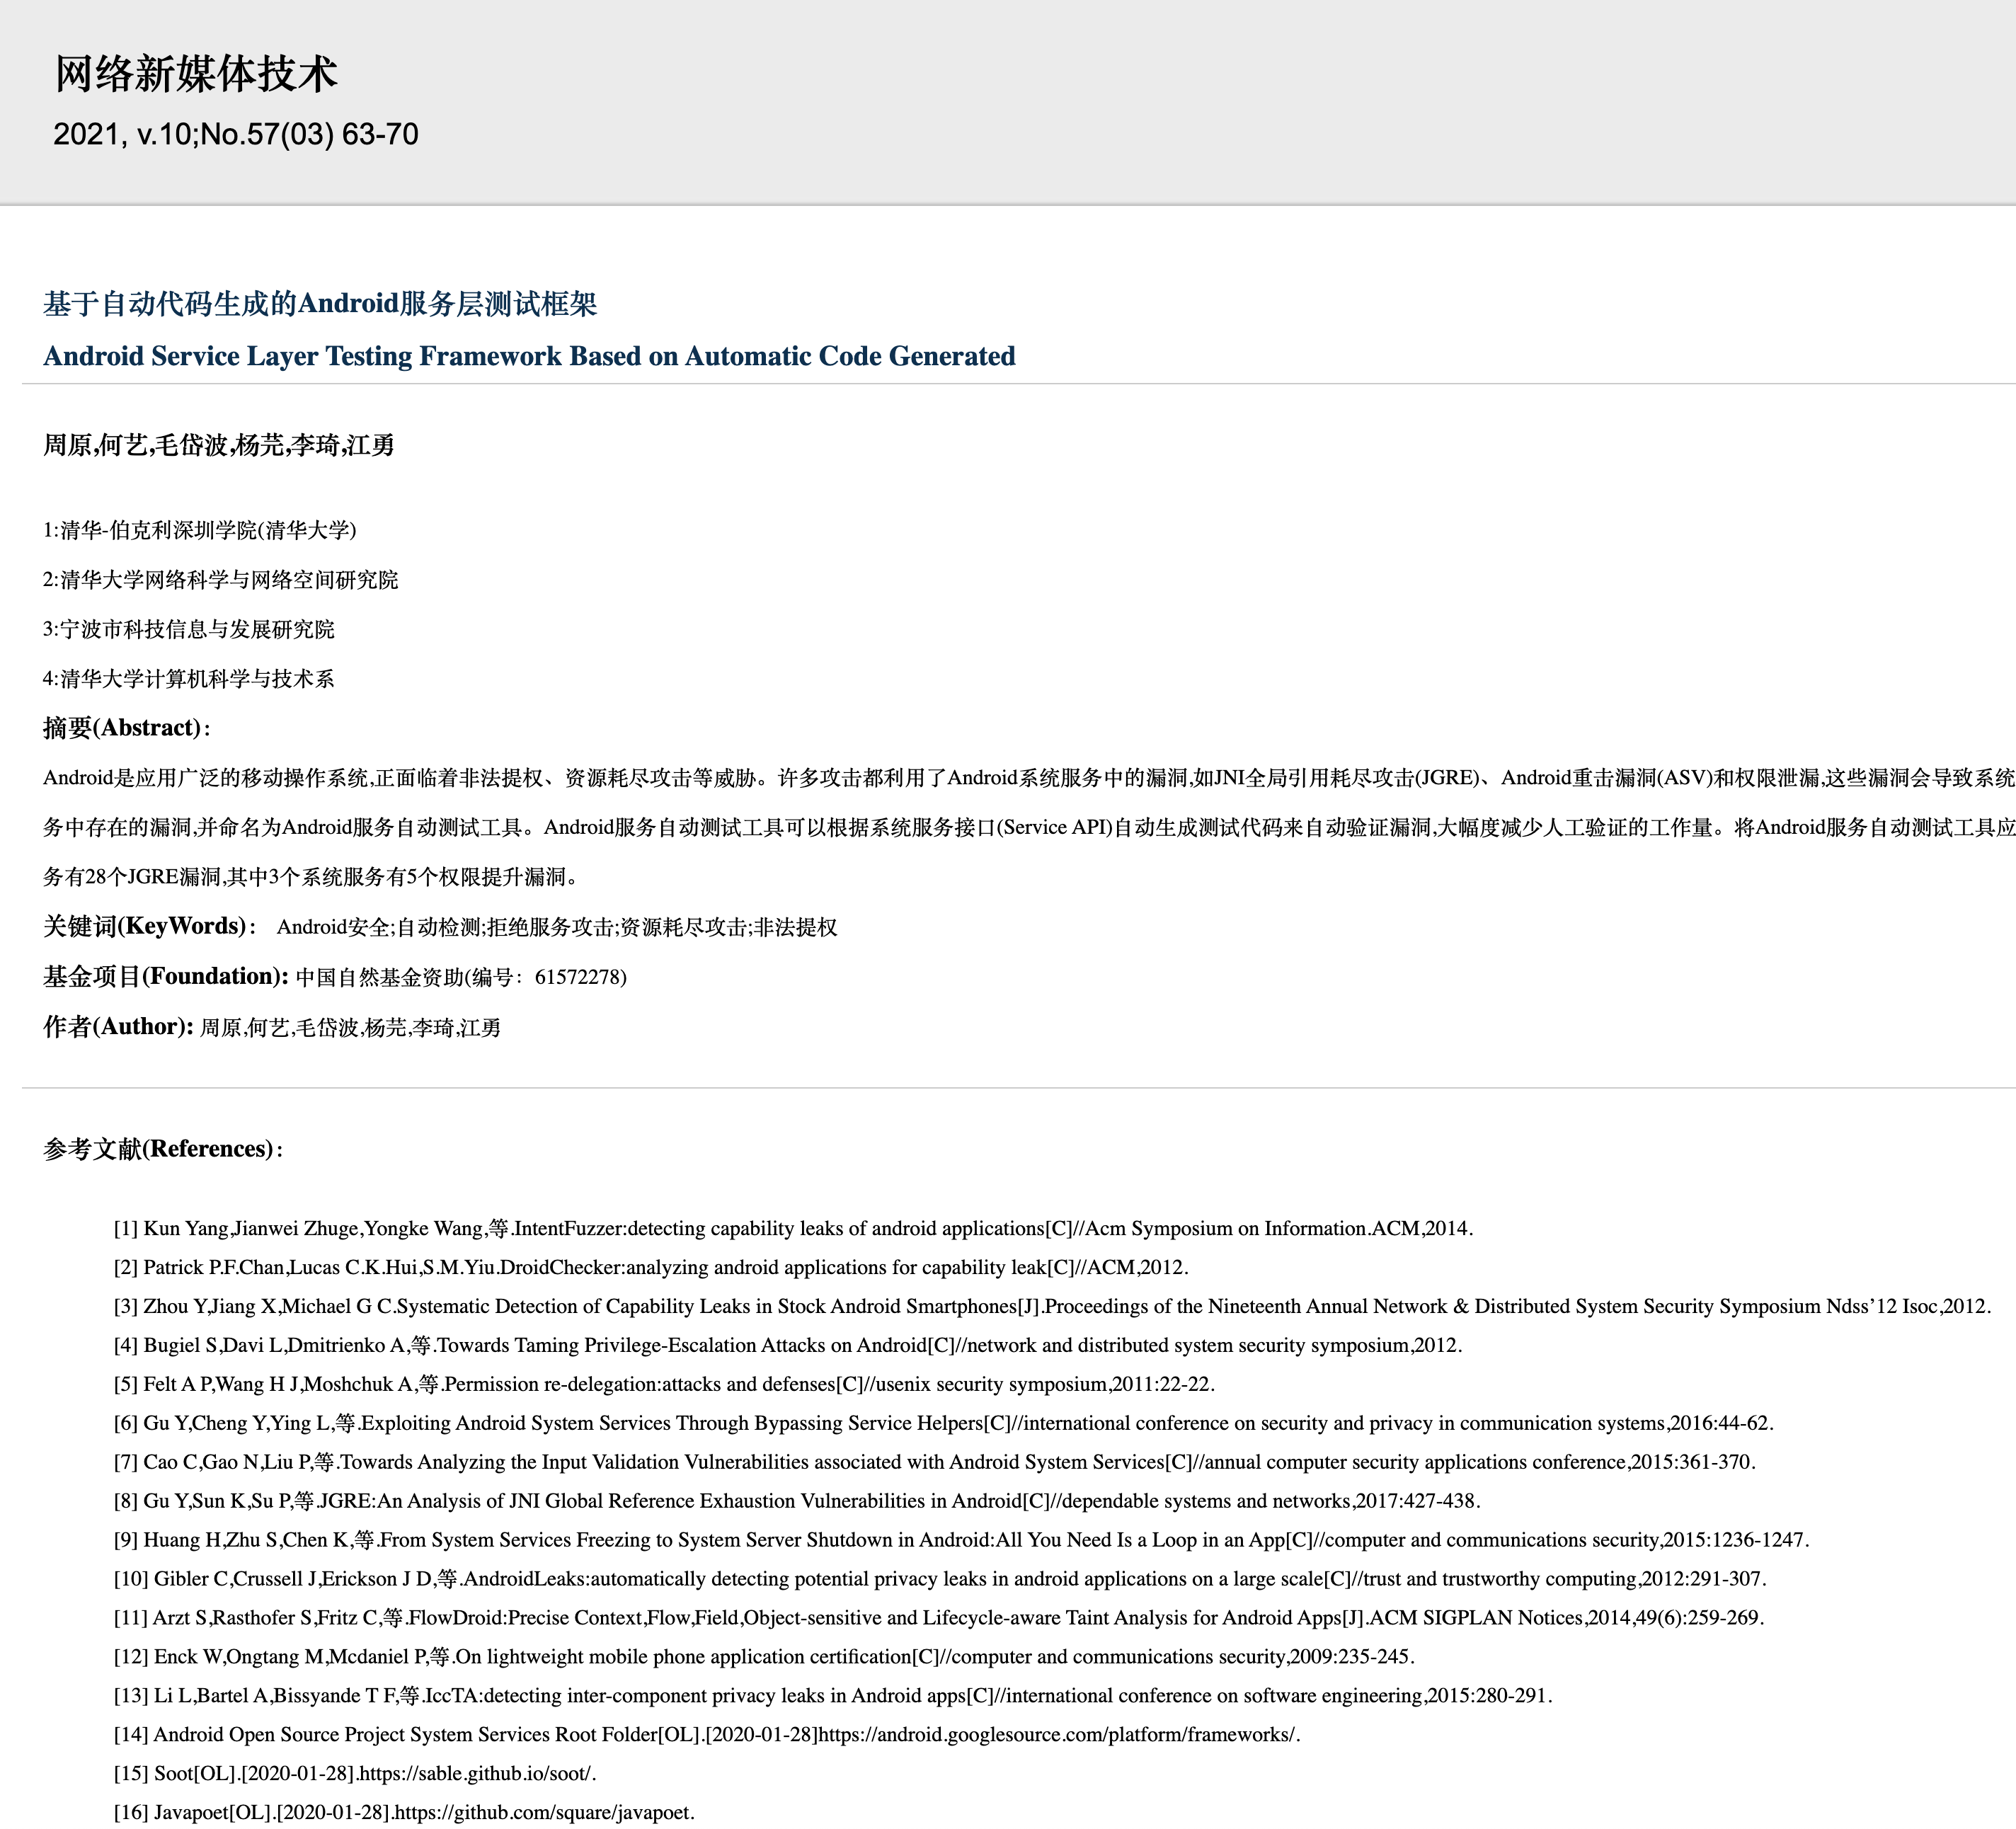 网络新媒体技术
2021, v.10;No.57(03) 63-70
基于自动代码生成的Android服务层测试框架
Android Service Layer Testing Framework Based on Automatic Code Generated
周原,何艺,毛岱波,杨芫,李琦,江勇
1:清华-伯克利深圳学院(清华大学)
2:清华大学网络科学与网络空间研究院
3:宁波市科技信息与发展研究院
4:清华大学计算机科学与技术系
摘要(Abstract)：
Android是应用广泛的移动操作系统,正面临着非法提权、资源耗尽攻击等威胁。许多攻击都利用了Android系统服务中的漏洞,如JNI全局引用耗尽攻击(JGRE)、Android重击漏洞(ASV)和权限泄漏,这些漏洞会导致系统
务中存在的漏洞,并命名为Android服务自动测试工具。Android服务自动测试工具可以根据系统服务接口(Service API)自动生成测试代码来自动验证漏洞,大幅度减少人工验证的工作量。将Android服务自动测试工具应
务有28个JGRE漏洞,其中3个系统服务有5个权限提升漏洞。
关键词(KeyWords)： Android安全;自动检测;拒绝服务攻击;资源耗尽攻击;非法提权
基金项目(Foundation): 中国自然基金资助(编号：61572278)
作者(Author): 周原,何艺,毛岱波,杨芫,李琦,江勇
参考文献(References)：
[1] Kun Yang,Jianwei Zhuge,Yongke Wang,等.IntentFuzzer:detecting capability leaks of android applications[C]//Acm Symposium on Information.ACM,2014.
[2] Patrick P.F.Chan,Lucas C.K.Hui,S.M.Yiu.DroidChecker:analyzing android applications for capability leak[C]//ACM,2012.
[3] Zhou Y,Jiang X,Michael G C.Systematic Detection of Capability Leaks in Stock Android Smartphones[J].Proceedings of the Nineteenth Annual Network & Distributed System Security Symposium Ndss’12 Isoc,2012.
[4] Bugiel S,Davi L,Dmitrienko A,等.Towards Taming Privilege-Escalation Attacks on Android[C]//network and distributed system security symposium,2012.
[5] Felt A P,Wang H J,Moshchuk A,等.Permission re-delegation:attacks and defenses[C]//usenix security symposium,2011:22-22.
[6] Gu Y,Cheng Y,Ying L,等.Exploiting Android System Services Through Bypassing Service Helpers[C]//international conference on security and privacy in communication systems,2016:44-62.
[7] Cao C,Gao N,Liu P,等.Towards Analyzing the Input Validation Vulnerabilities associated with Android System Services[C]//annual computer security applications conference,2015:361-370.
[8] Gu Y,Sun K,Su P,等.JGRE:An Analysis of JNI Global Reference Exhaustion Vulnerabilities in Android[C]//dependable systems and networks,2017:427-438.
[9] Huang H,Zhu S,Chen K,等.From System Services Freezing to System Server Shutdown in Android:All You Need Is a Loop in an App[C]//computer and communications security,2015:1236-1247.
[10] Gibler C,Crussell J,Erickson J D,等.AndroidLeaks:automatically detecting potential privacy leaks in android applications on a large scale[C]//trust and trustworthy computing,2012:291-307.
[11] Arzt S,Rasthofer S,Fritz C,等.FlowDroid:Precise Context,Flow,Field,Object-sensitive and Lifecycle-aware Taint Analysis for Android Apps[J].ACM SIGPLAN Notices,2014,49(6):259-269.
[12] Enck W,Ongtang M,Mcdaniel P,等.On lightweight mobile phone application certification[C]//computer and communications security,2009:235-245.
[13] Li L,Bartel A,Bissyande T F,等.IccTA:detecting inter-component privacy leaks in Android apps[C]//international conference on software engineering,2015:280-291.
[14] Android Open Source Project System Services Root Folder[OL].[2020-01-28]https://android.googlesource.com/platform/frameworks/.
[15] Soot[OL].[2020-01-28].https://sable.github.io/soot/.
[16] Javapoet[OL].[2020-01-28].https://github.com/square/javapoet.